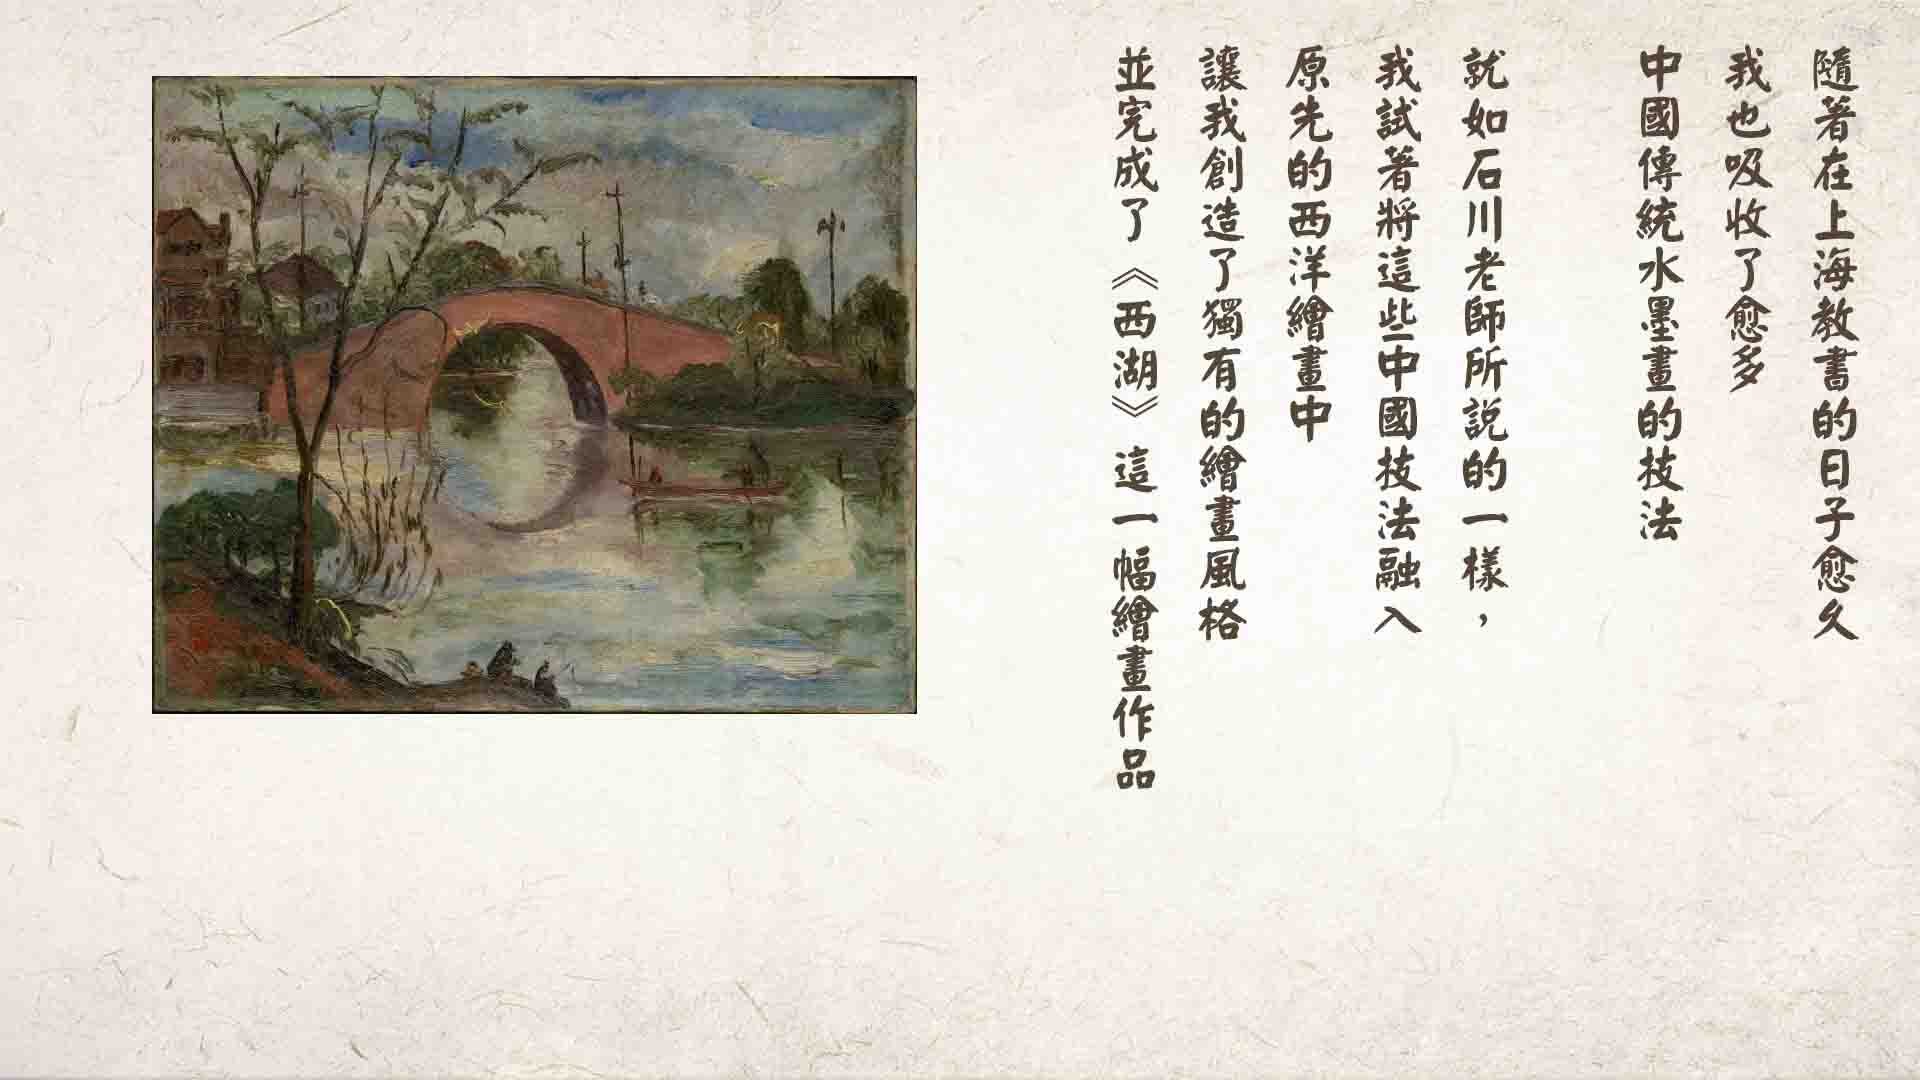 隨著在上海教書的日子愈久
我也吸收了愈多
中國傳統水墨畫的技法
就如石川老師所說的一樣，
我試著將這些中國技法融入
原先的西洋繪畫中
讓我創造了獨有的繪畫風格
並完成了《西湖》這一幅繪畫作品